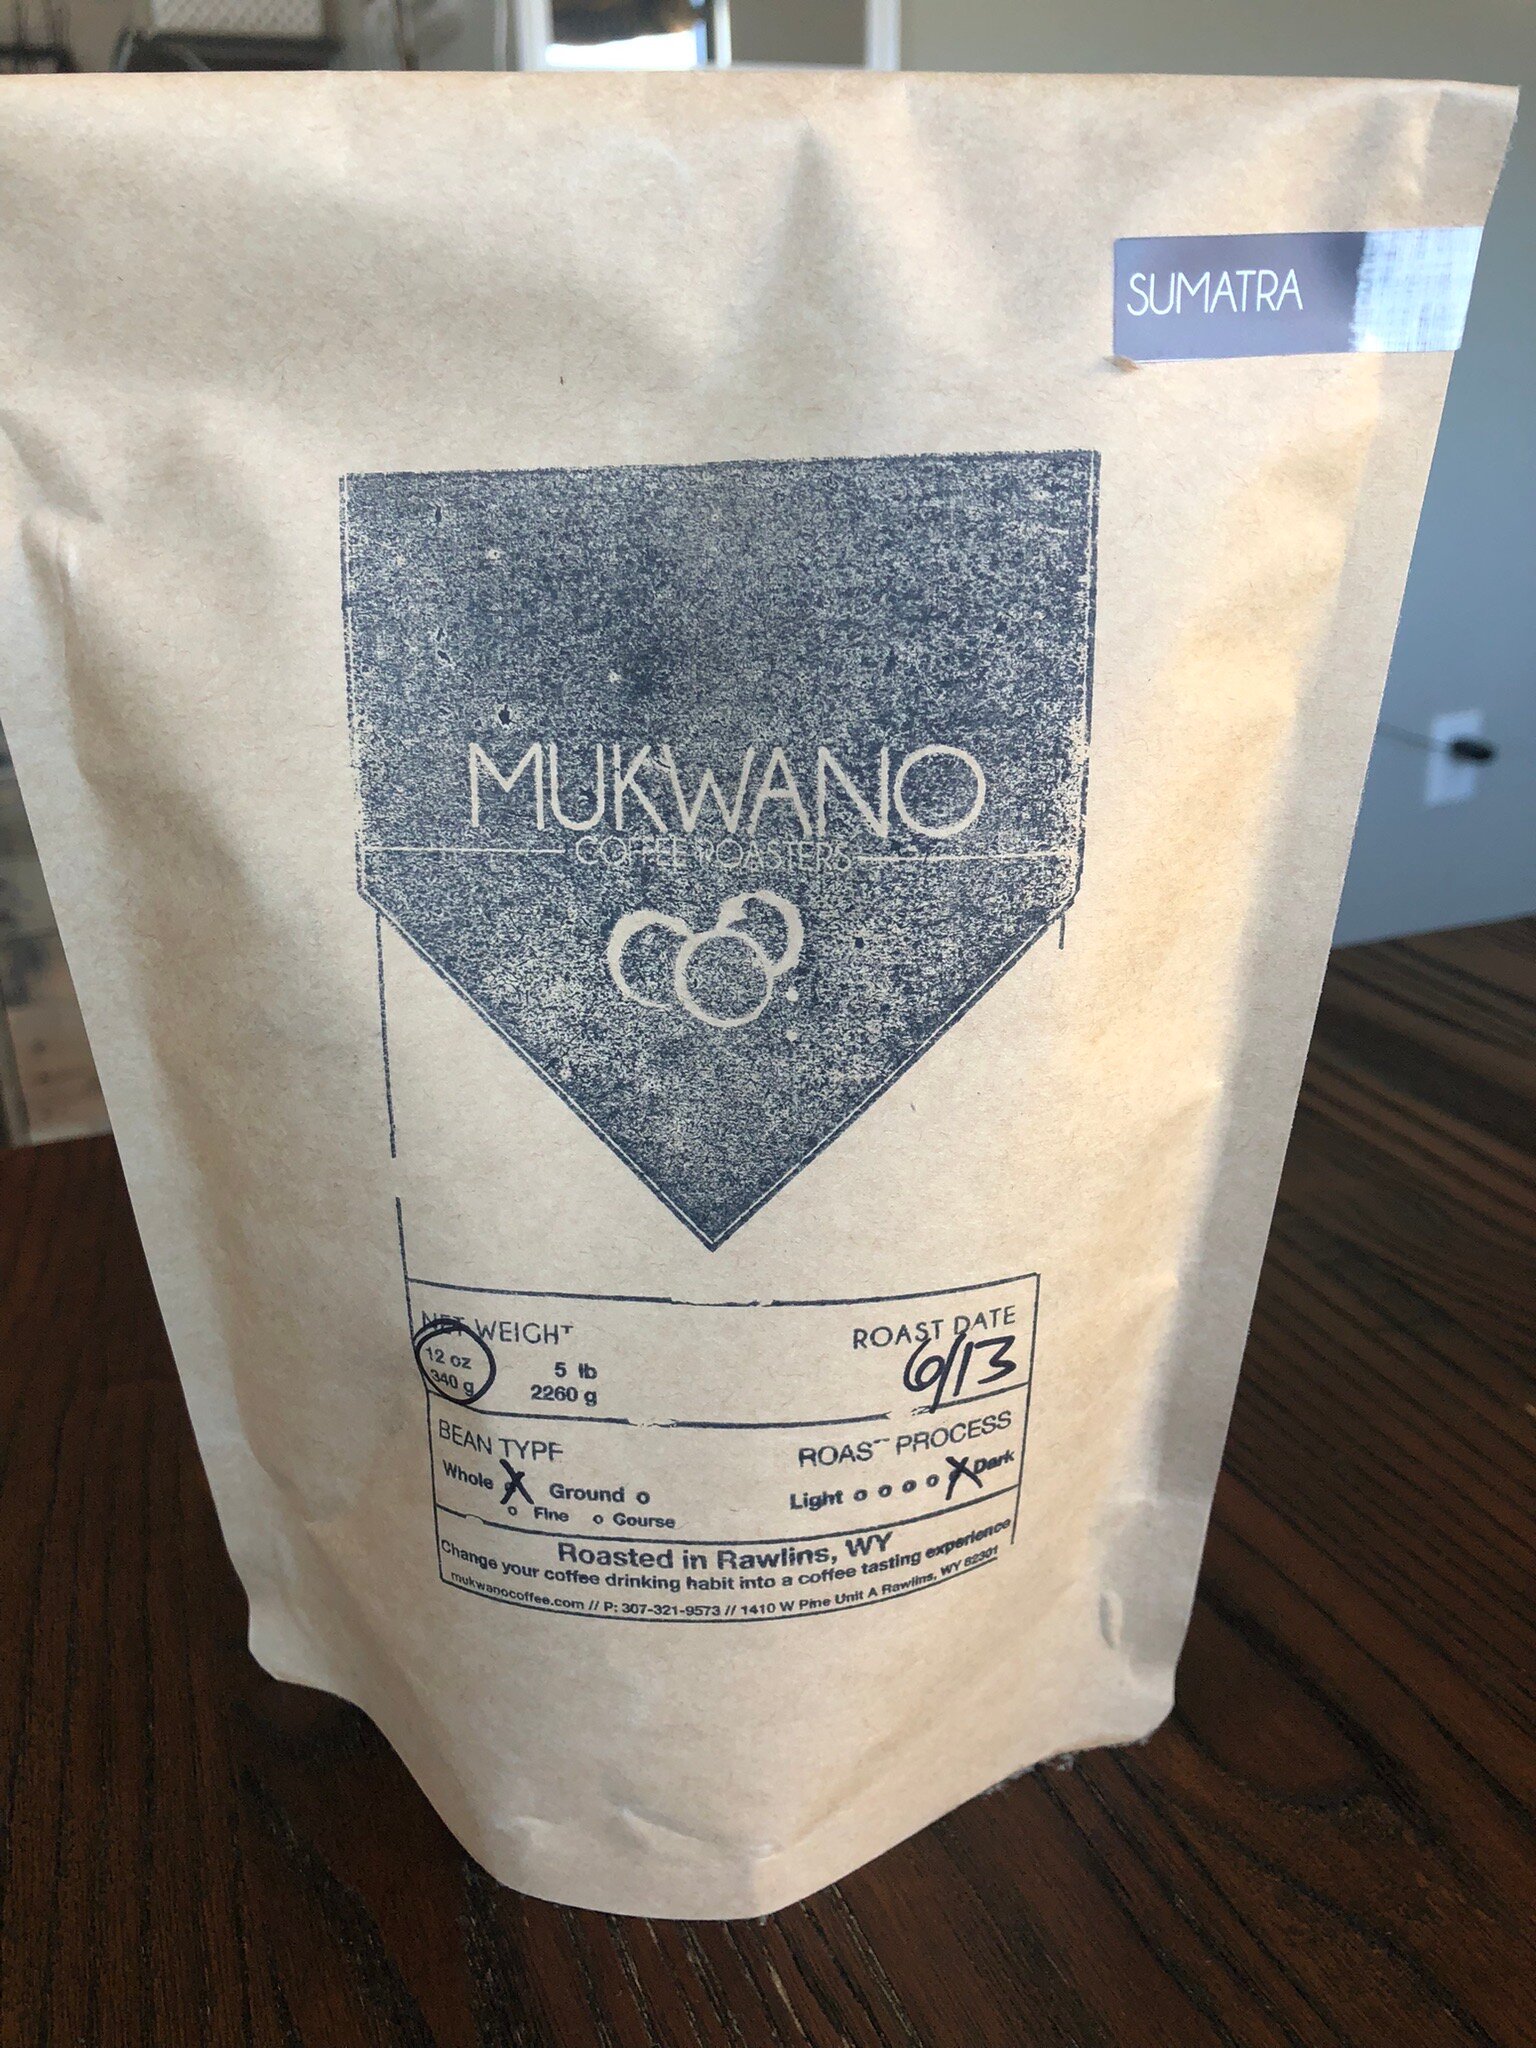 SUMATRA
MUKWANO
COFFEE ROASTERS
NET WEIGHT
12 oz 5 lb
340 g 2260 g
ROAST DATE
6/13
BEAN TYPE
Whole X Ground o
o Fine o Course
ROAST PROCESS
Light o o o o X Dark
Roasted in Rawlins, WY
Change your coffee drinking habit into a coffee tasting experience
mukwanocoffee.com // P: 307-321-9573 // 1410 W Pine Unit A Rawlins, WY 82301